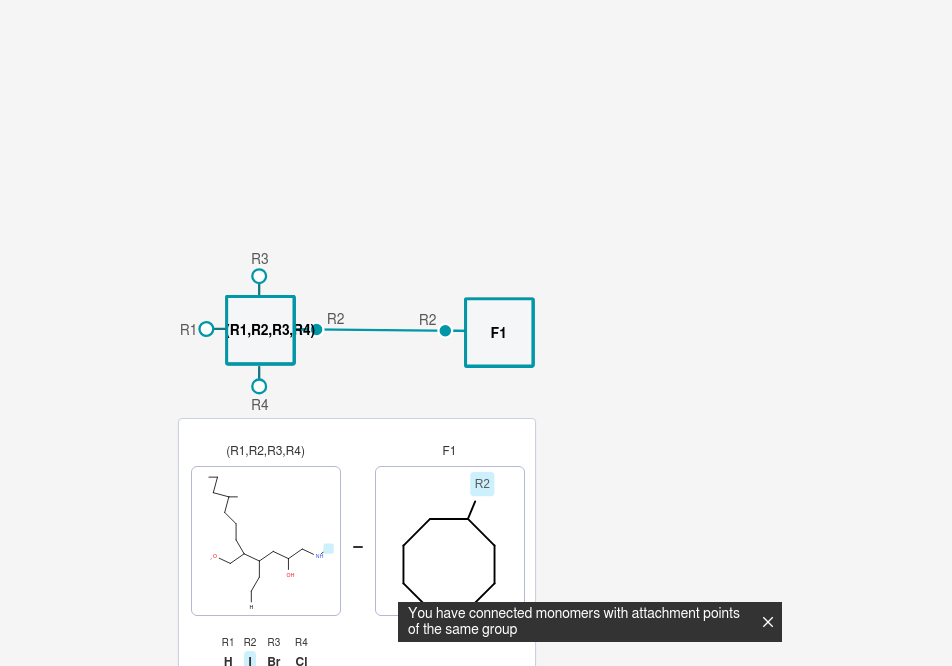 R3
R1
(R1,R2,R3,R4)
R2
R2
F1
R4
(R1,R2,R3,R4)
F1
R2
NH
OH
H
You have connected monomers with attachment points
of the same group
R1 R2 R3 R4
H I Br Cl